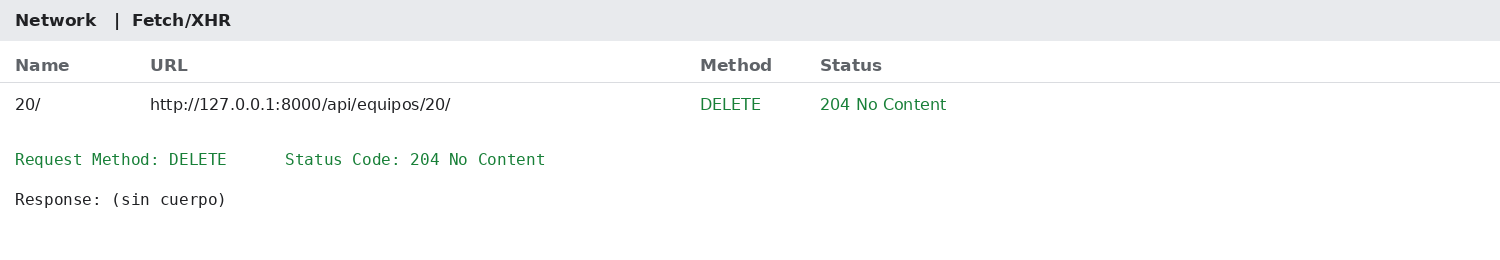 Network | Fetch/XHR
Name URL Method Status
20/ http://127.0.0.1:8000/api/equipos/20/ DELETE 204 No Content
Request Method: DELETE Status Code: 204 No Content
Response: (sin cuerpo)